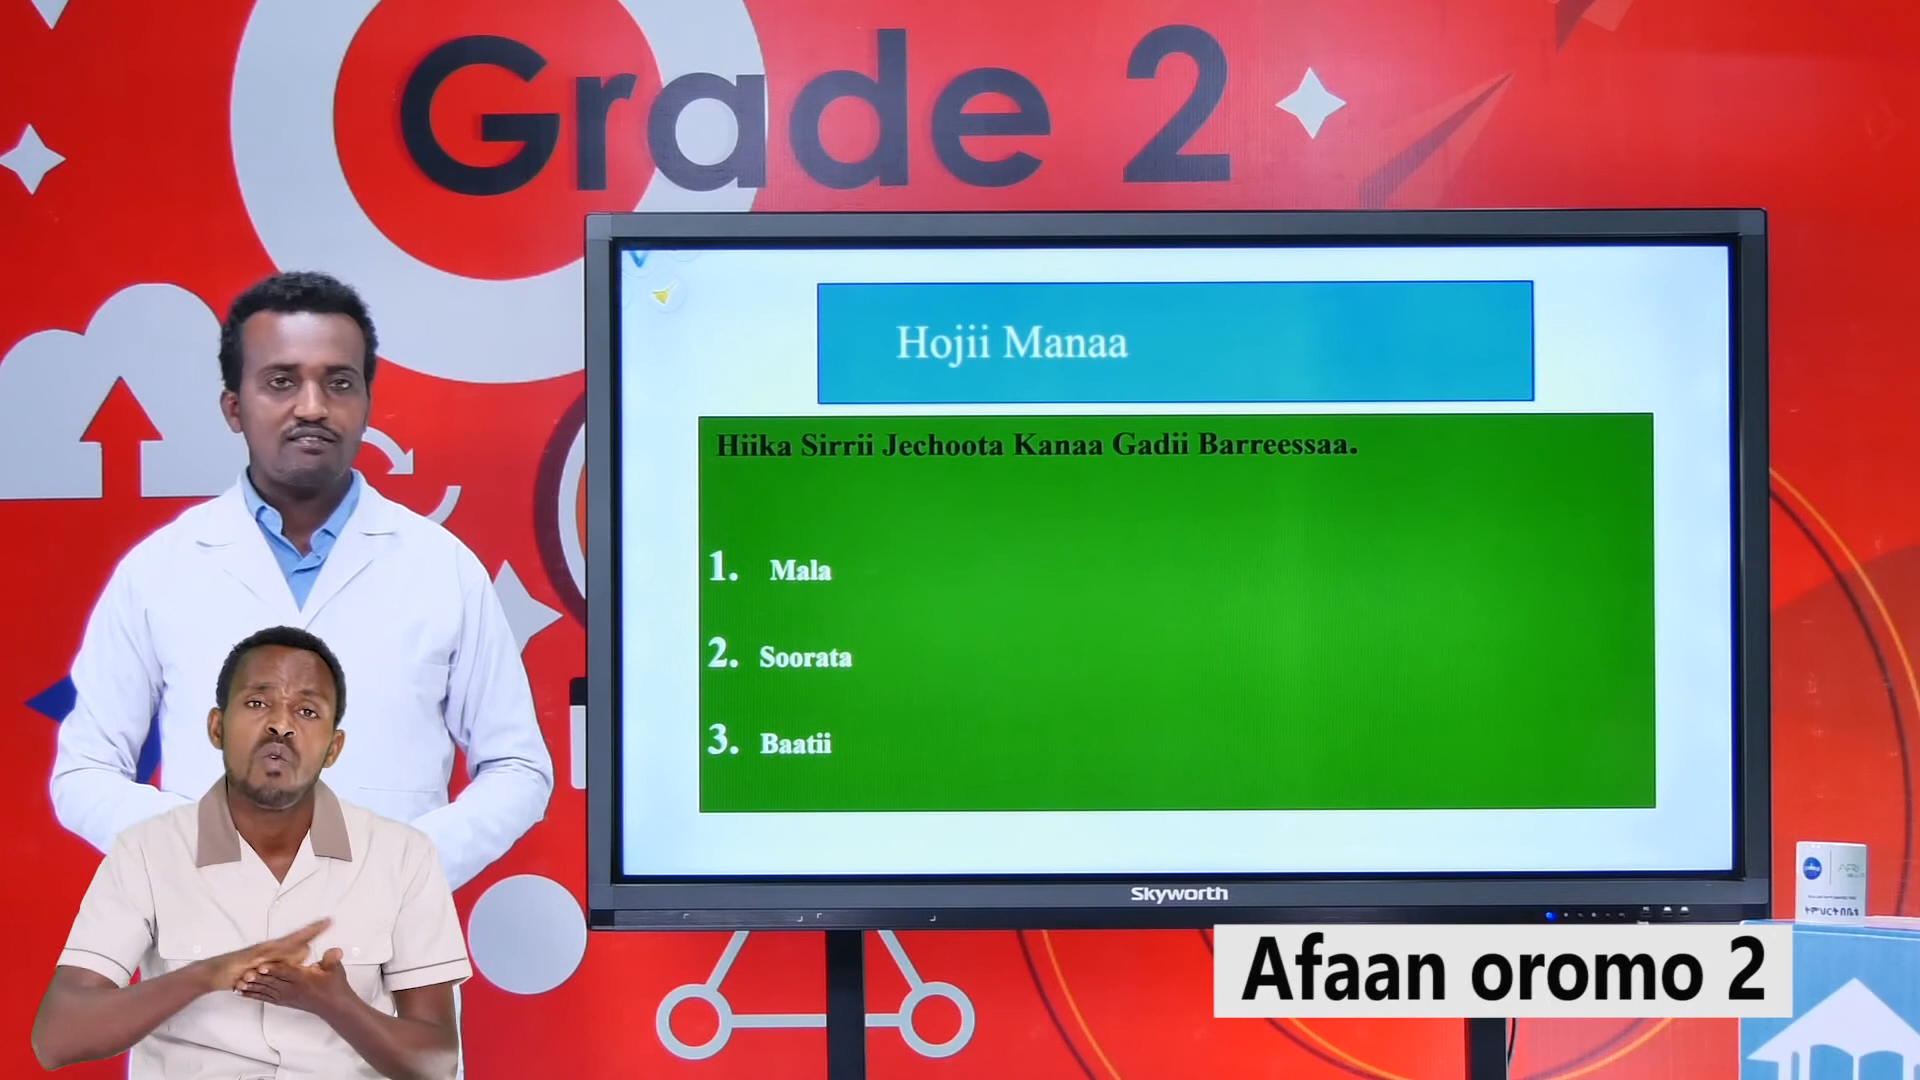 Grade 2
Hojii Manaa
Hiika Sirrii Jechoota Kanaa Gadii Barreessaa.
1. Mala
2. Soorata
3. Baatii
Skyworth
Afaan oromo 2